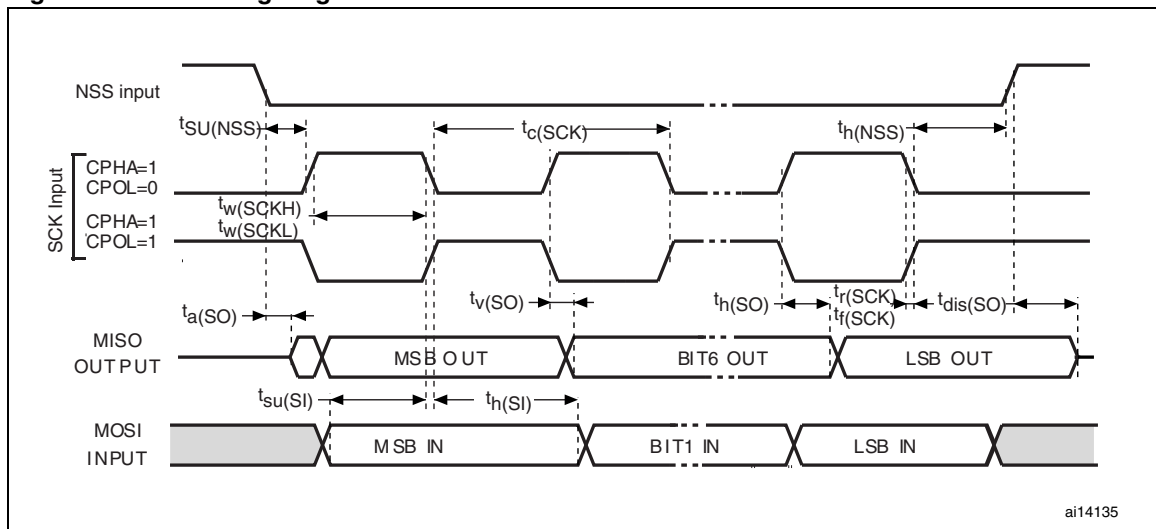 NSS input
tSU(NSS)
tc(SCK)
th(NSS)
SCK Input
CPHA=1
CPOL=0
tw(SCKH)
tw(SCKL)
CPHA=1
CPOL=1
ta(SO)
tv(SO)
th(SO)
tr(SCK)
tf(SCK)
tdis(SO)
MISO
OUTPUT
MSB OUT
BIT6 OUT
LSB OUT
tsu(SI)
th(SI)
MOSI
INPUT
MSB IN
BIT1 IN
LSB IN
ai14135